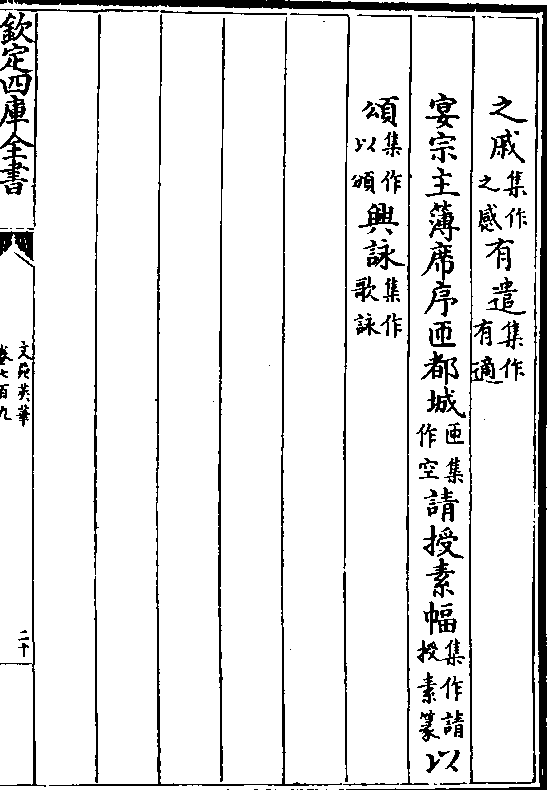 之戚集作之感有遣集作有適
宴宗主薄席序匝都城匝集作空請授素幅集作請授素篆以
頌集作以頌興詠集作歌詠
欽定四庫全書
文苑英華
卷七百九
二十